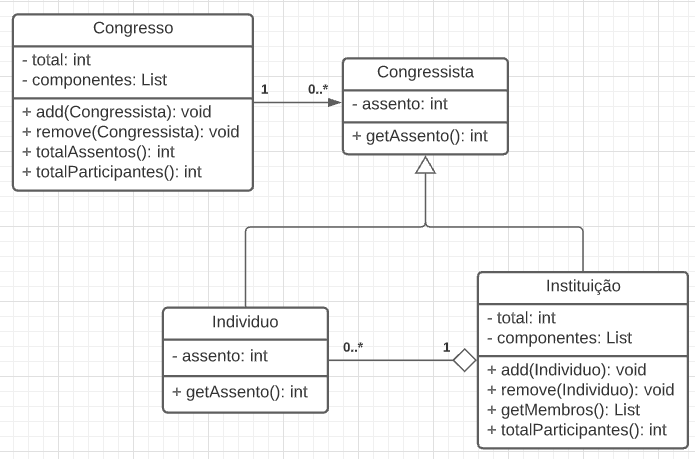 Congresso
- total: int
- componentes: List
+ add(Congressista): void
+ remove(Congressista): void
+ totalAssentos(): int
+ totalParticipantes(): int
1
0..*
Congressista
- assento: int
+ getAssento(): int
Individuo
- assento: int
+ getAssento(): int
0..*
1
Instituição
- total: int
- componentes: List
+ add(Individuo): void
+ remove(Individuo): void
+ getMembros(): List
+ totalParticipantes(): int